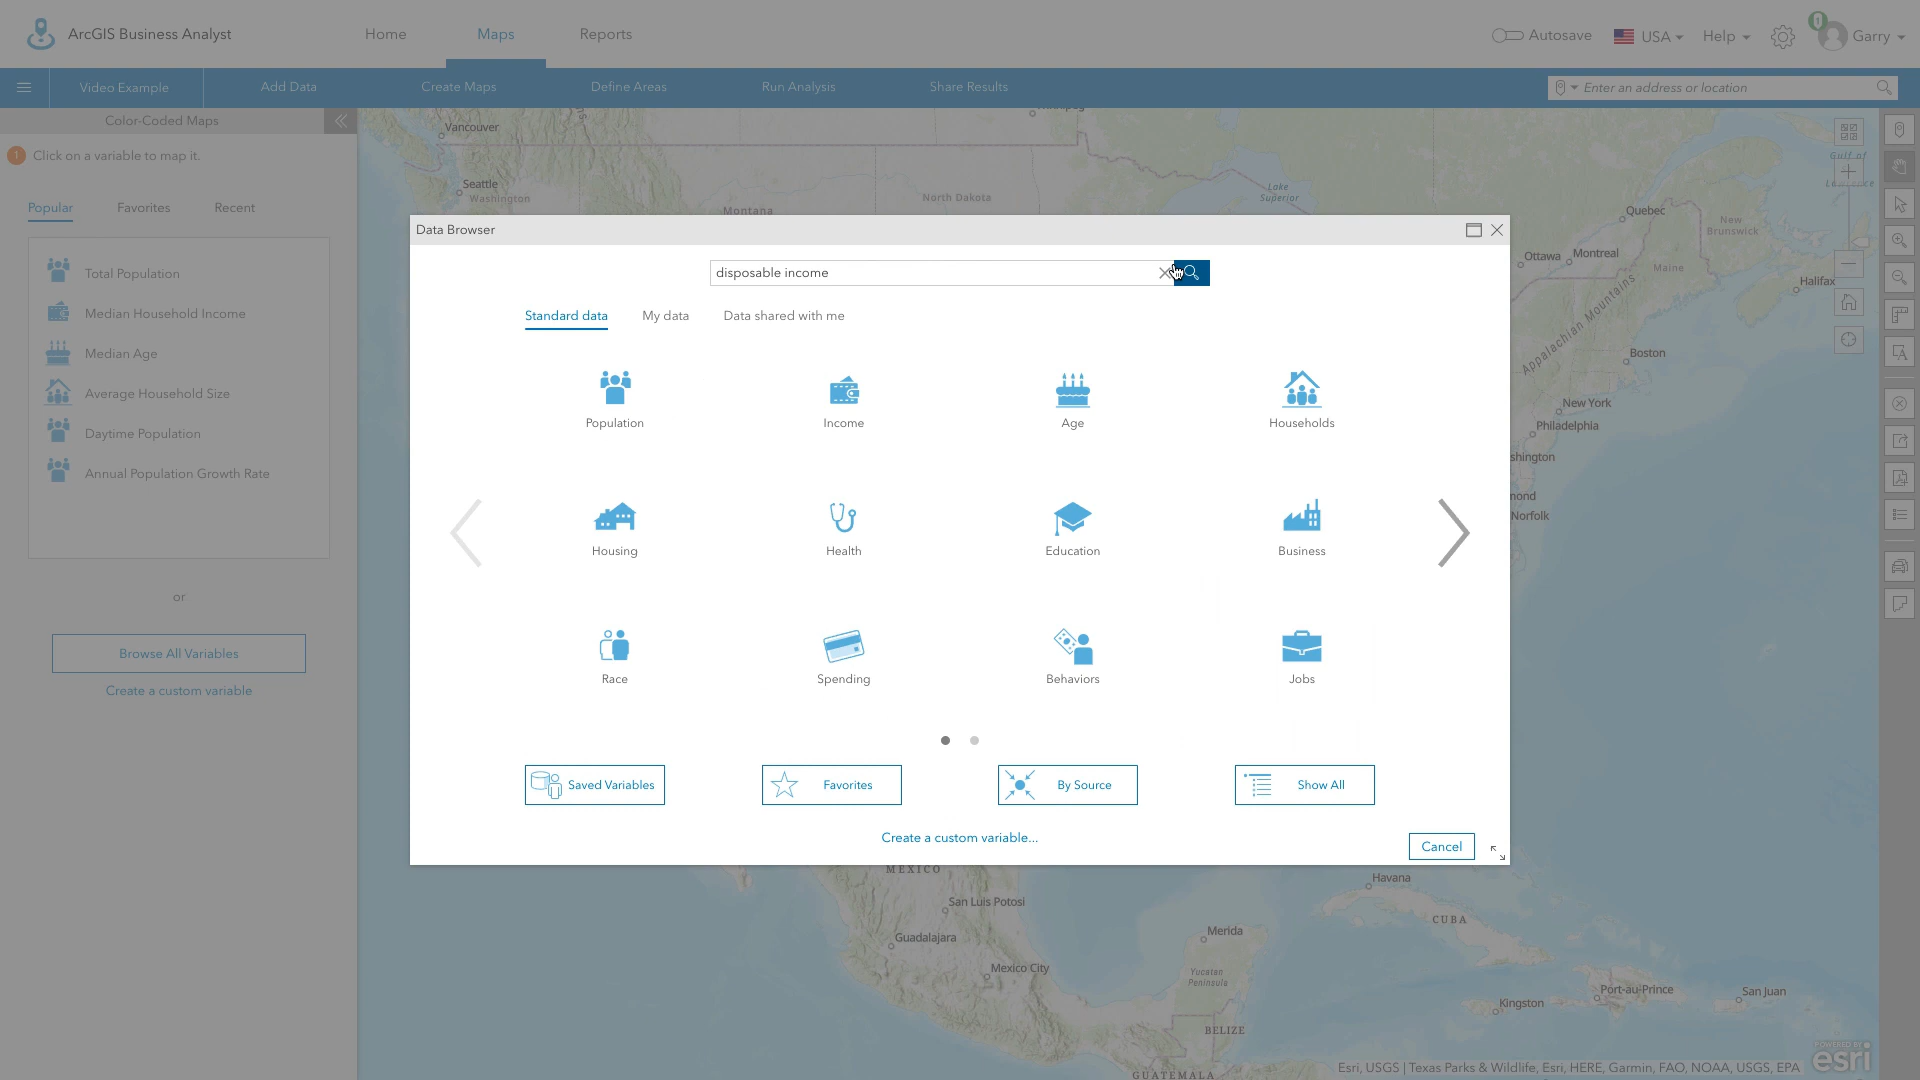 ArcGIS Business Analyst
Home
Maps
Reports
Autosave
USA
Help
1
Garry
Video Example
Add Data
Create Maps
Define Areas
Run Analysis
Share Results
Enter an address or location
Color-Coded Maps
1
Click on a variable to map it.
Popular
Favorites
Recent
Total Population
Median Household Income
Median Age
Average Household Size
Daytime Population
Annual Population Growth Rate
or
Browse All Variables
Create a custom variable
Data Browser
disposable income
Standard data
My data
Data shared with me
Population
Income
Age
Households
Housing
Health
Education
Business
Race
Spending
Behaviors
Jobs
Saved Variables
Favorites
By Source
Show All
Create a custom variable...
Cancel
Vancouver
Seattle
Washington
Montana
North Dakota
Lake
Superior
Gulf of
Quebec
New
Brunswick
Ottawa
Montreal
Maine
Halifax
Appalachian Mountains
Boston
New York
Philadelphia
shington
mond
Norfolk
MEXICO
San Luis Potosi
Guadalajara
Mexico City
Merida
Yucatan
Peninsula
BELIZE
GUATEMALA
Havana
CUBA
Kingston
Port-au-Prince
San Juan
Esri, USGS | Texas Parks & Wildlife, Esri, HERE, Garmin, FAO, NOAA, USGS, EPA
POWERED BY
esri